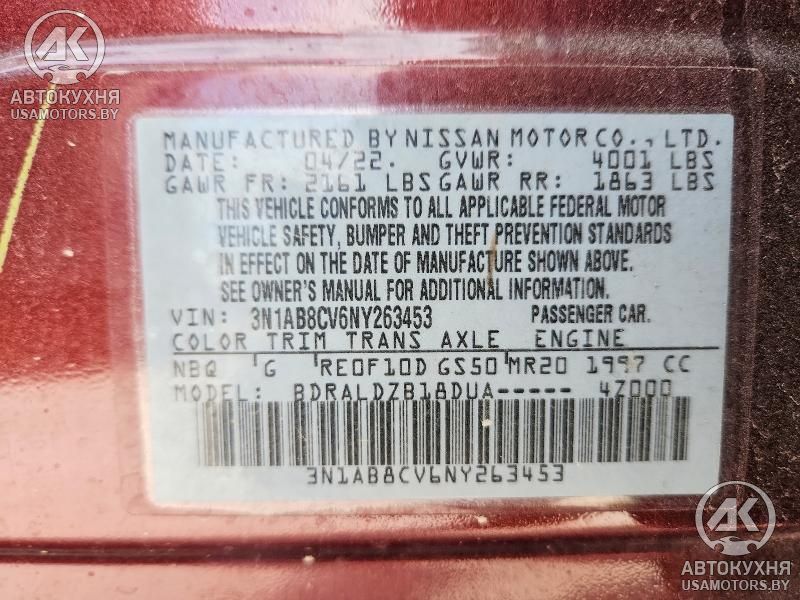 АК
АВТОКУХНЯ
USAMOTORS.BY
MANUFACTURED BY NISSAN MOTOR CO., LTD.
DATE: 04/22. GVWR: 4001 LBS
GAWR FR: 2161 LBS GAWR RR: 1863 LBS
THIS VEHICLE CONFORMS TO ALL APPLICABLE FEDERAL MOTOR
VEHICLE SAFETY, BUMPER AND THEFT PREVENTION STANDARDS
IN EFFECT ON THE DATE OF MANUFACTURE SHOWN ABOVE.
SEE OWNER'S MANUAL FOR ADDITIONAL INFORMATION.
VIN: 3N1AB8CV6NY263453 PASSENGER CAR.
COLOR TRIM TRANS AXLE ENGINE
NBQ G RE0F10D GS50 MR20 1997 CC
MODEL: BDRALDZB18DUA----- 4Z000
3N1AB8CV6NY263453
АК
АВТОКУХНЯ
USAMOTORS.BY